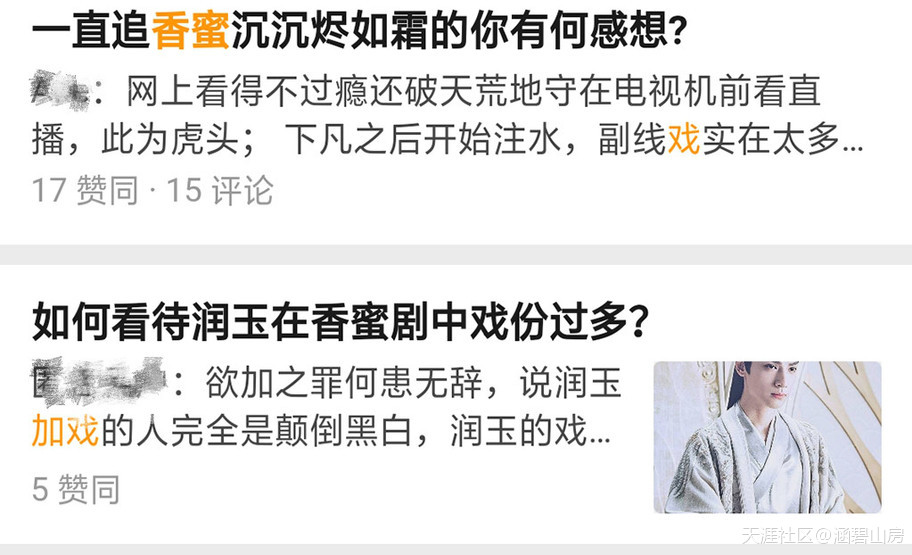 一直追香蜜沉沉烬如霜的你有何感想?
：网上看得不过瘾还破天荒地守在电视机前看直
播，此为虎头； 下凡之后开始注水，副线戏实在太多...
17 赞同 · 15 评论
如何看待润玉在香蜜剧中戏份过多?
：欲加之罪何患无辞，说润玉
加戏的人完全是颠倒黑白，润玉的戏...
5 赞同
天涯社区@涵碧山房